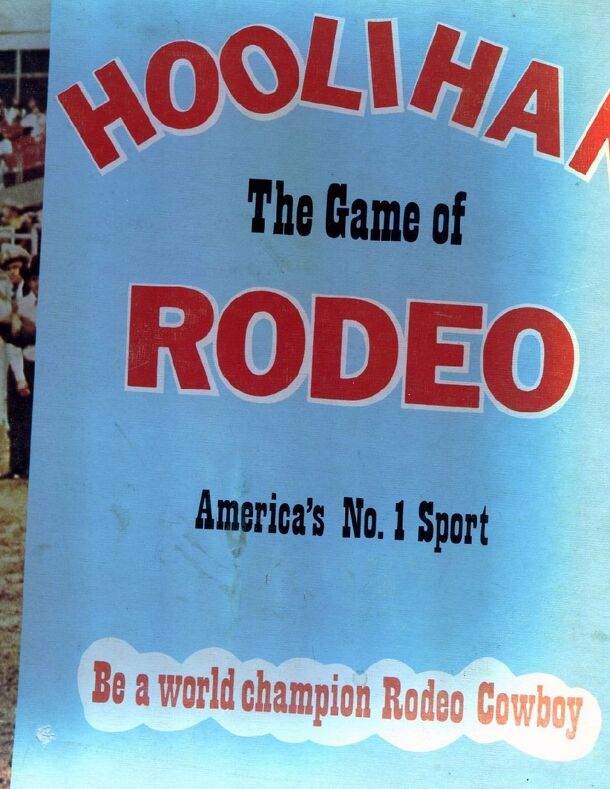 HOOLIHA
The Game of
RODEO
America's No. 1 Sport
Be a world champion Rodeo Cowboy